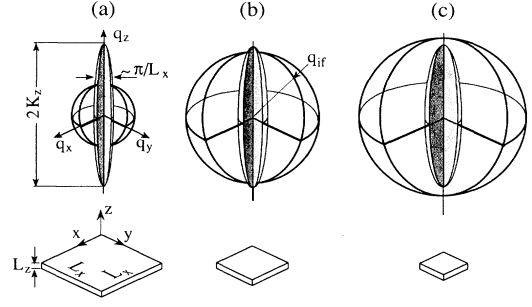 (a) (b) (c)
q_z
q_if
~ π/L_x
2K_z
q_x q_y
z
x y
L_z
L_x L_x